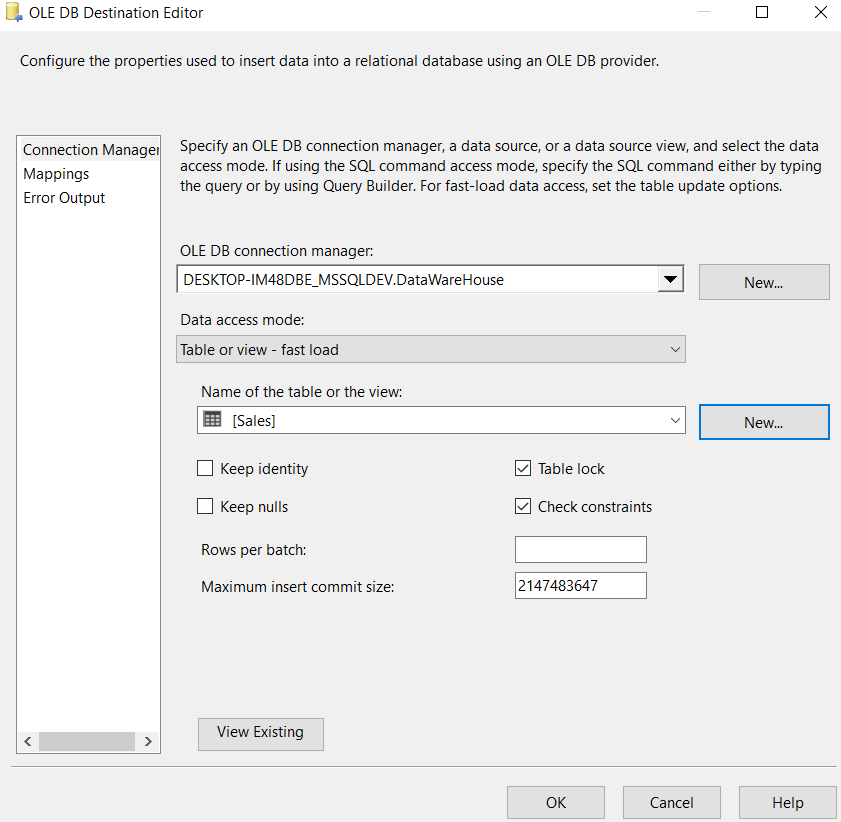 OLE DB Destination Editor
Configure the properties used to insert data into a relational database using an OLE DB provider.
Connection Manager
Mappings
Error Output
Specify an OLE DB connection manager, a data source, or a data source view, and select the data
access mode. If using the SQL command access mode, specify the SQL command either by typing
the query or by using Query Builder. For fast-load data access, set the table update options.
OLE DB connection manager:
DESKTOP-IM48DBE_MSSQLDEV.DataWareHouse
New...
Data access mode:
Table or view - fast load
Name of the table or the view:
[Sales]
New...
Keep identity
Table lock
Keep nulls
Check constraints
Rows per batch:
Maximum insert commit size:
2147483647
View Existing
OK
Cancel
Help